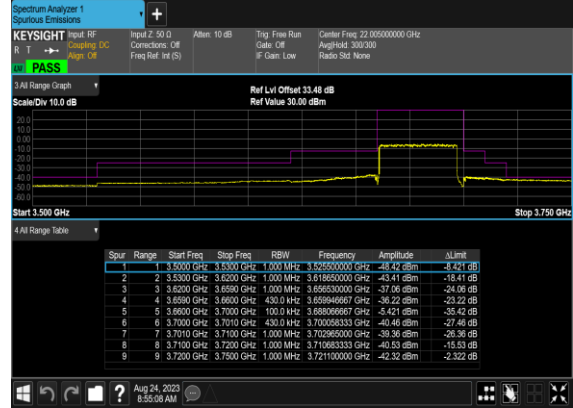 Spectrum Analyzer 1
Spurious Emissions
+
KEYSIGHT Input: RF Input Z: 50 Ω Atten: 10 dB Trig: Free Run Center Freq: 22.005000000 GHz
R T Coupling: DC Corrections: Off Gate: Off Avg|Hold: 300/300
Align: Off Freq Ref: Int (S) IF Gain: Low Radio Std: None
PASS
3 All Range Graph
Ref Lvl Offset 33.48 dB
Scale/Div 10.0 dB Ref Value 30.00 dBm
20.0
10.0
0.00
-10.0
-20.0
-30.0
-40.0
-50.0
-60.0
Start 3.500 GHz Stop 3.750 GHz
4 All Range Table
Spur Range Start Freq Stop Freq RBW Frequency Amplitude ΔLimit
1 1 3.5000 GHz 3.5300 GHz 1.000 MHz 3.525500000 GHz -48.42 dBm -8.421 dB
2 2 3.5300 GHz 3.6200 GHz 1.000 MHz 3.618650000 GHz -43.41 dBm -18.41 dB
3 3 3.6200 GHz 3.6590 GHz 1.000 MHz 3.656530000 GHz -37.06 dBm -24.06 dB
4 4 3.6590 GHz 3.6600 GHz 430.0 kHz 3.659946667 GHz -36.22 dBm -23.22 dB
5 5 3.6600 GHz 3.7000 GHz 100.0 kHz 3.688066667 GHz -5.421 dBm -35.42 dB
6 6 3.7000 GHz 3.7010 GHz 430.0 kHz 3.700058333 GHz -40.46 dBm -27.46 dB
7 7 3.7010 GHz 3.7100 GHz 1.000 MHz 3.702965000 GHz -39.36 dBm -26.36 dB
8 8 3.7100 GHz 3.7200 GHz 1.000 MHz 3.710683333 GHz -40.53 dBm -15.53 dB
9 9 3.7200 GHz 3.7500 GHz 1.000 MHz 3.721100000 GHz -42.32 dBm -2.322 dB
? Aug 24, 2023
8:55:08 AM